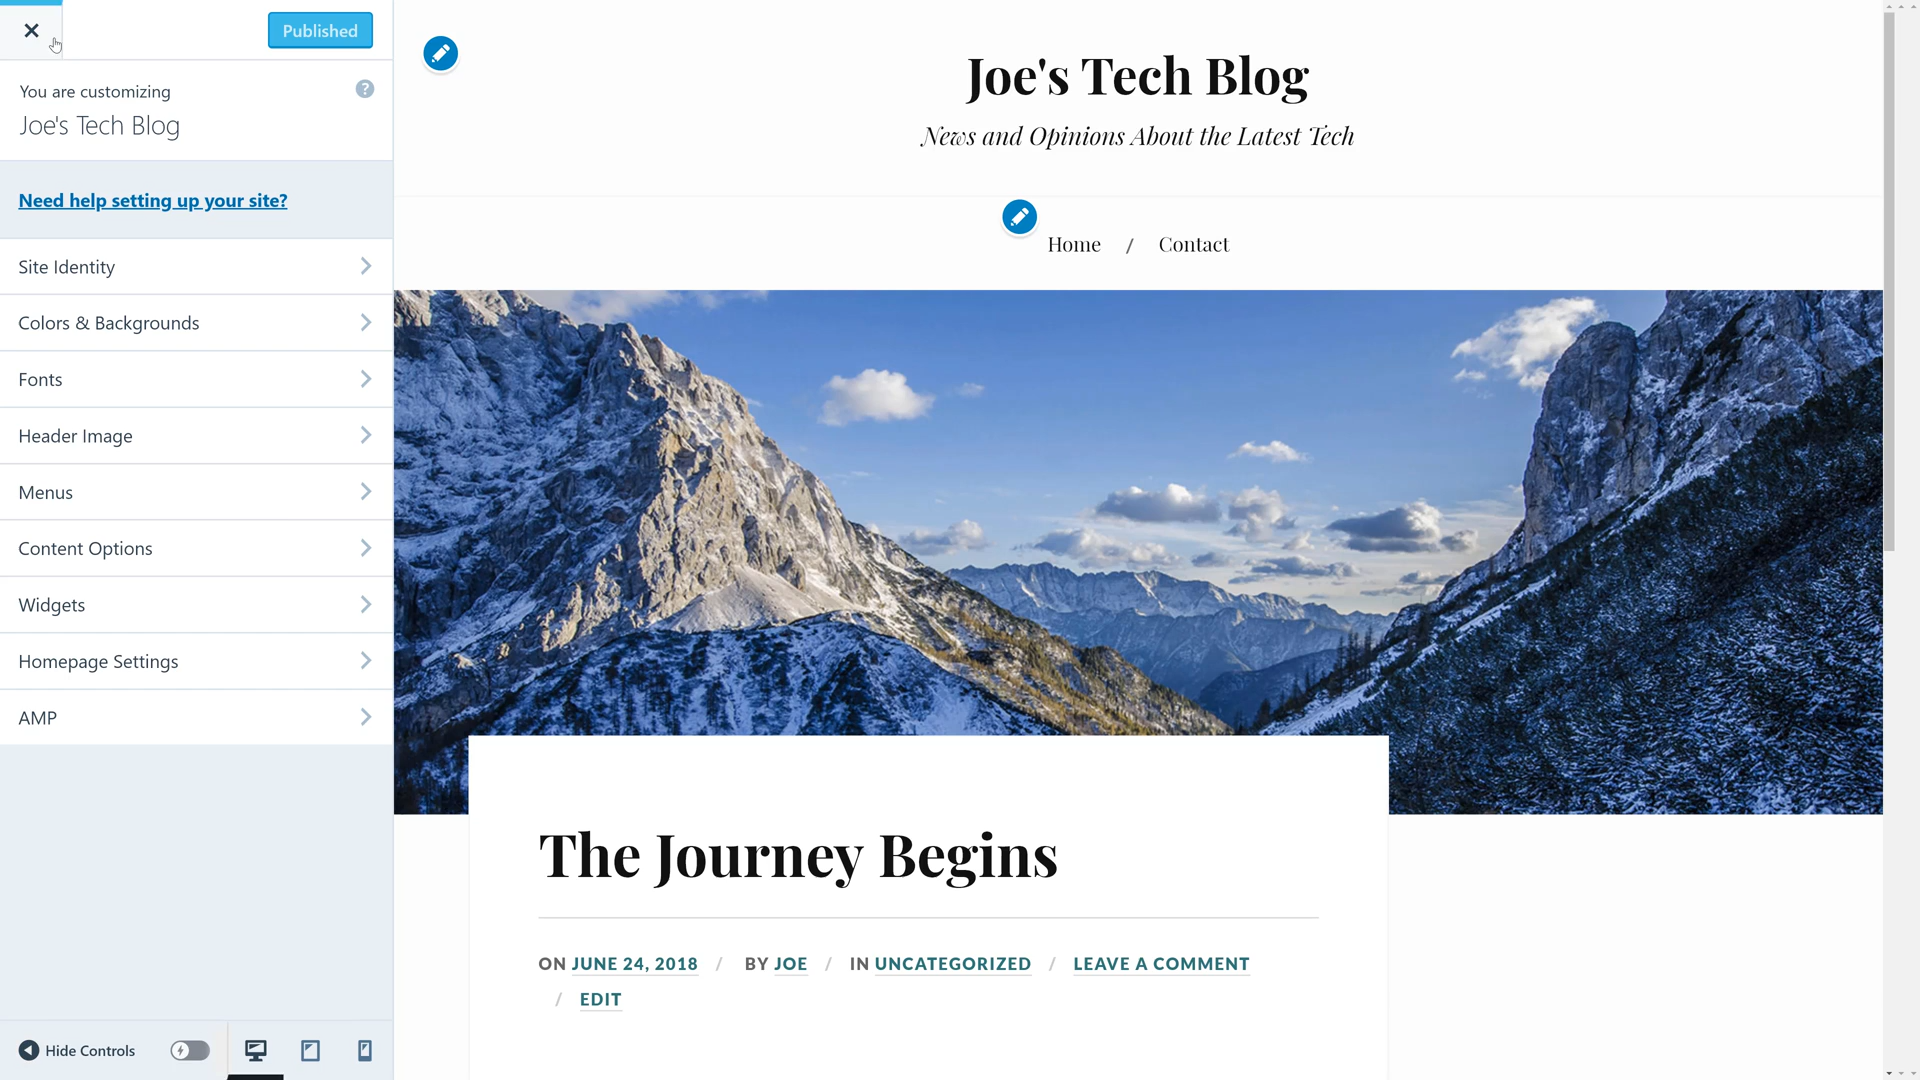 Published
You are customizing
Joe's Tech Blog
Need help setting up your site?
Site Identity
Colors & Backgrounds
Fonts
Header Image
Menus
Content Options
Widgets
Homepage Settings
AMP
Hide Controls
Joe's Tech Blog
News and Opinions About the Latest Tech
Home / Contact
The Journey Begins
ON JUNE 24, 2018 / BY JOE / IN UNCATEGORIZED / LEAVE A COMMENT
/ EDIT